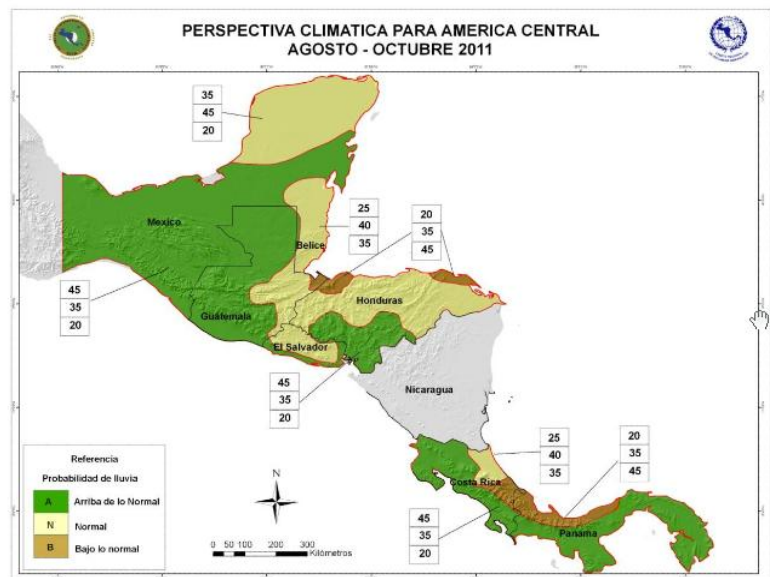 PERSPECTIVA CLIMATICA PARA AMERICA CENTRAL
AGOSTO - OCTUBRE 2011
35
45
20
Mexico
25
40
35
20
35
45
Belice
45
35
20
Honduras
Guatemala
El Salvador
45
35
20
Nicaragua
25
40
35
20
35
45
Costa Rica
45
35
20
Panama
Referencia
Probabilidad de lluvia
A Arriba de lo Normal
N Normal
B Bajo lo normal
N
0 50 100 200 300
Kilómetros